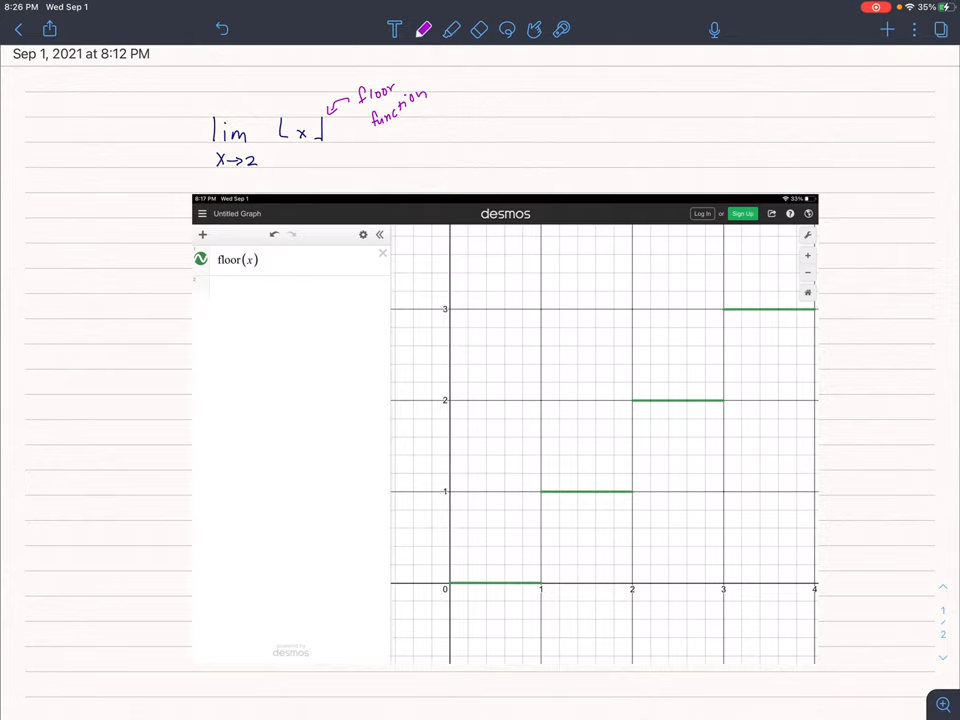 8:26 PM Wed Sep 1
35%
Sep 1, 2021 at 8:12 PM
lim ⌊x⌋
x→2
floor
function
8:17 PM Wed Sep 1
33%
Untitled Graph
desmos
Log In or Sign Up
1
floor(x)
2
3
2
1
0 1 2 3 4
powered by
desmos
1
2